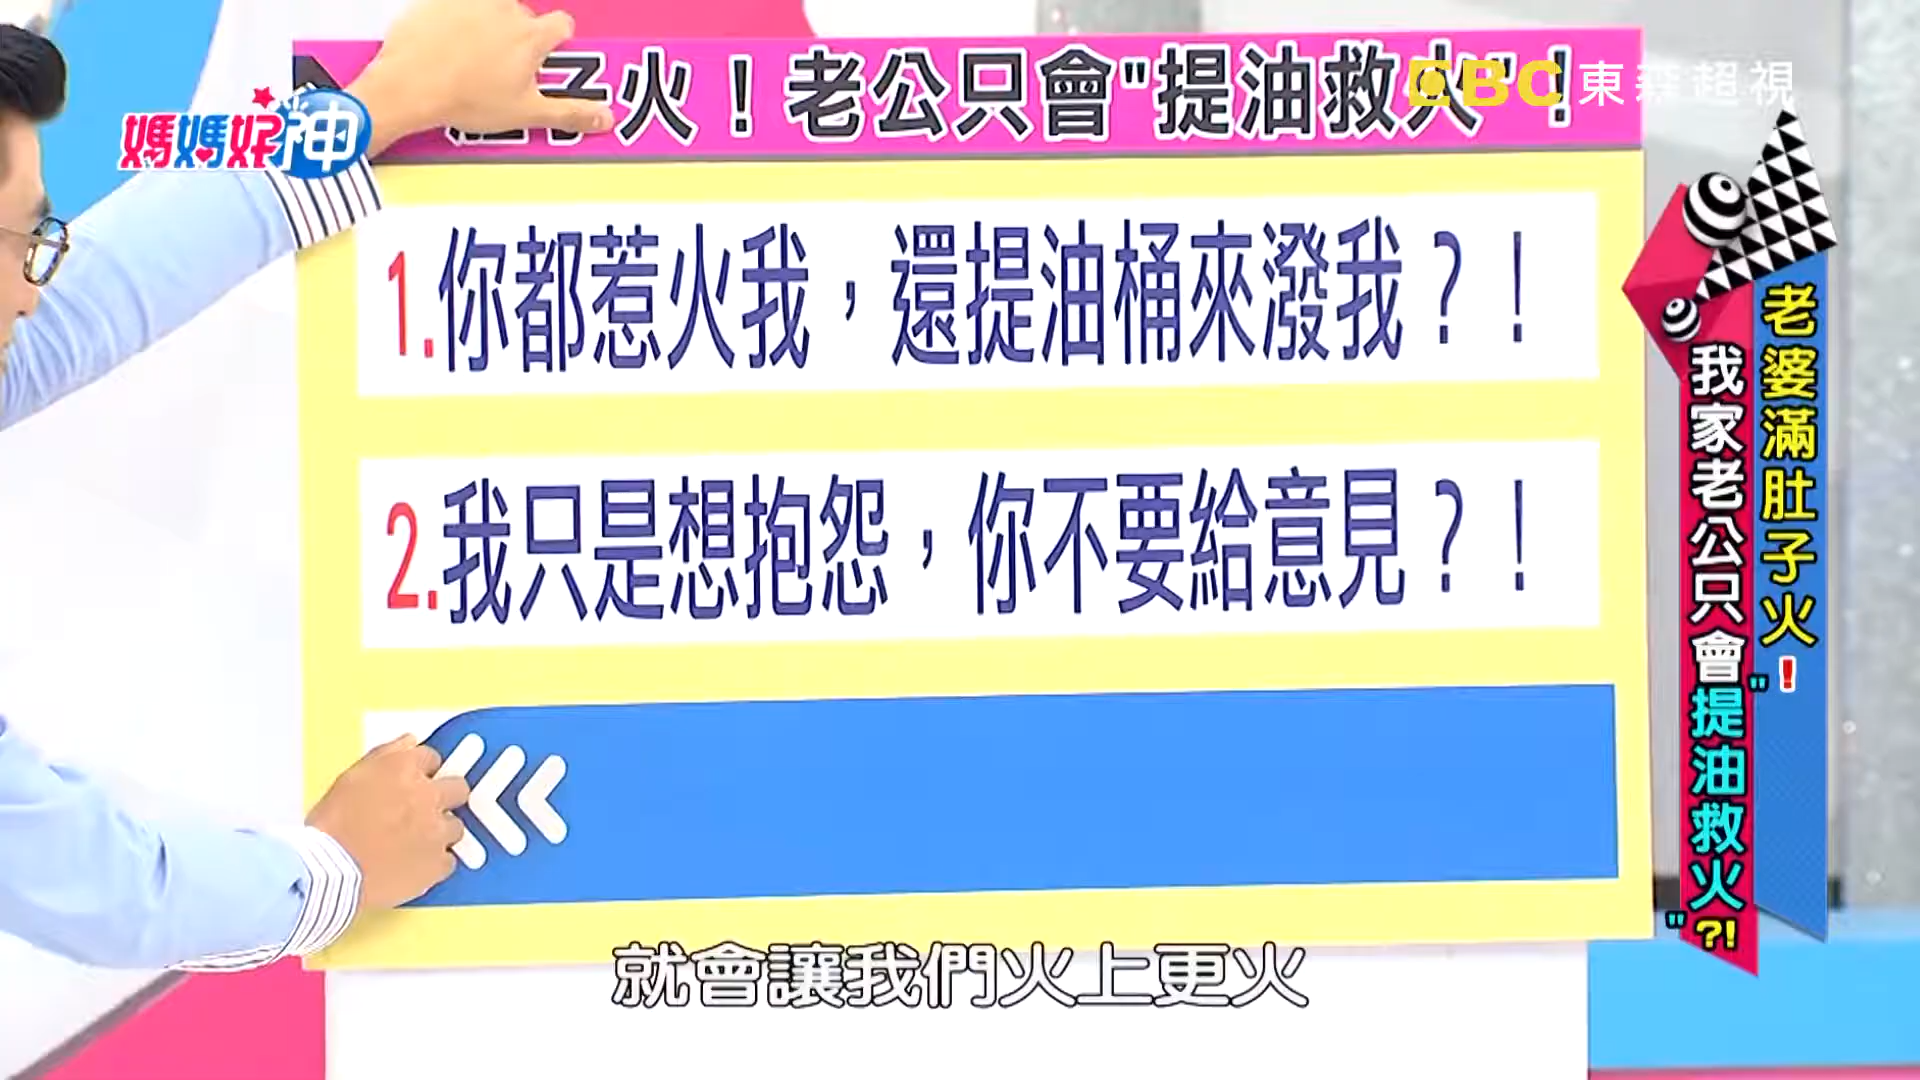 子火！老公只會"提油救火"！
EBC 東森超視
媽媽好神
1.你都惹火我，還提油桶來潑我？！
2.我只是想抱怨，你不要給意見？！
老婆滿肚子火！
我家老公只會"提油救火"?!
就會讓我們火上更火